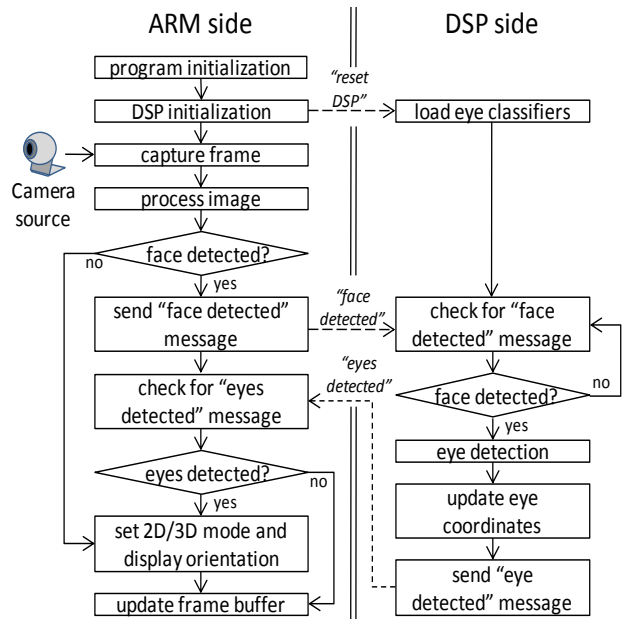 ARM side
DSP side
program initialization
"reset
DSP"
DSP initialization
load eye classifiers
capture frame
Camera
source
process image
face detected?
no
yes
send "face detected"
message
"face
detected"
check for "face
detected" message
"eyes
detected"
check for "eyes
detected" message
face detected?
no
yes
eyes detected?
no
yes
eye detection
update eye
coordinates
set 2D/3D mode and
display orientation
send "eye
detected" message
update frame buffer